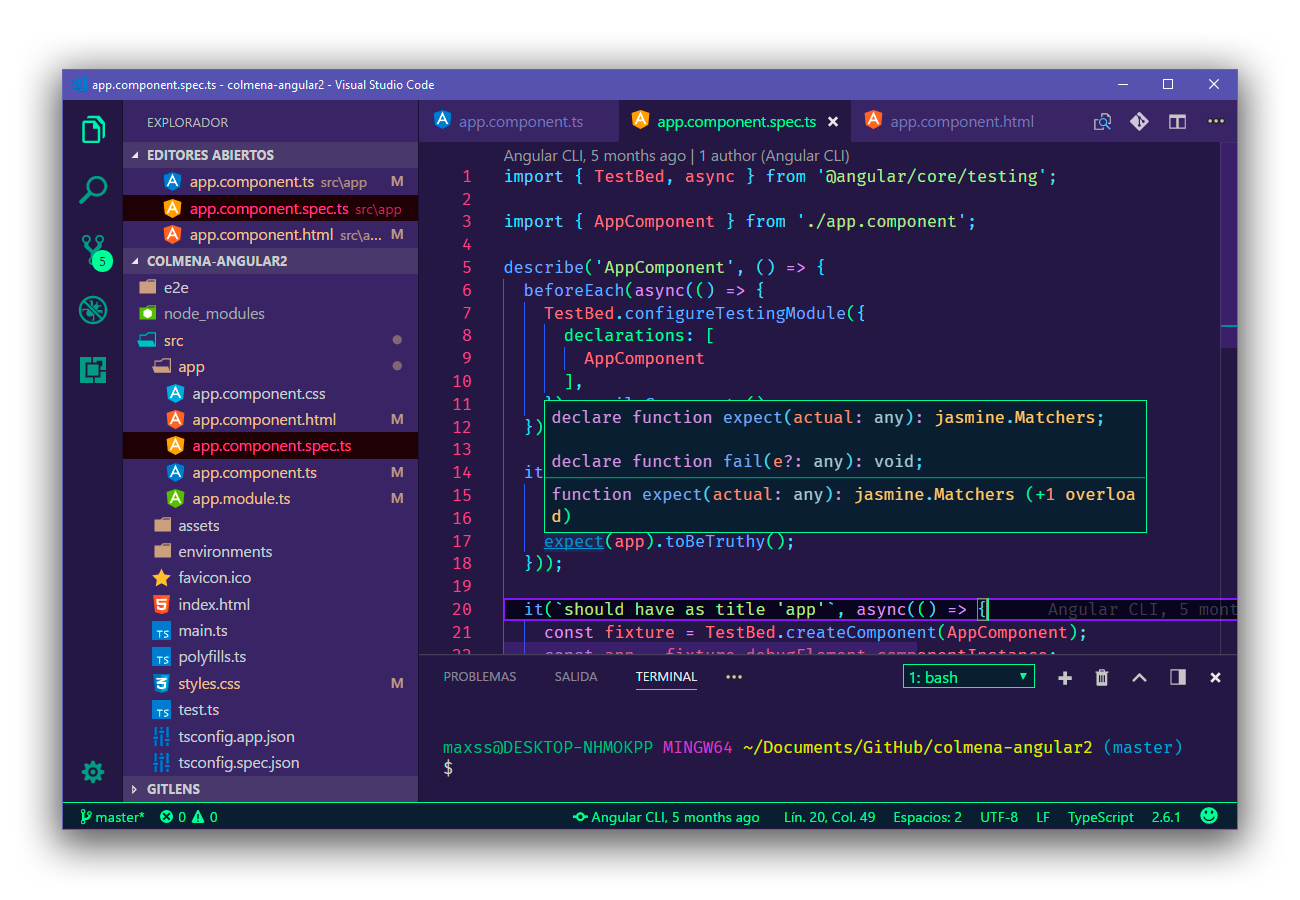 app.component.spec.ts - colmena-angular2 - Visual Studio Code
EXPLORADOR
EDITORES ABIERTOS
app.component.ts src\app M
app.component.spec.ts src\app
app.component.html src\a... M
COLMENA-ANGULAR2
e2e
node_modules
src
app
app.component.css
app.component.html M
app.component.spec.ts
app.component.ts M
app.module.ts M
assets
environments
favicon.ico
index.html
main.ts
polyfills.ts
styles.css M
test.ts
tsconfig.app.json
tsconfig.spec.json
GITLENS
5
app.component.ts app.component.spec.ts app.component.html
Angular CLI, 5 months ago | 1 author (Angular CLI)
1 import { TestBed, async } from '@angular/core/testing';
2
3 import { AppComponent } from './app.component';
4
5 describe('AppComponent', () => {
6 beforeEach(async(() => {
7 TestBed.configureTestingModule({
8 declarations: [
9 AppComponent
10 ],
11
12 })
13
14 it
15
16
17 expect(app).toBeTruthy();
18 }));
19
20 it(`should have as title 'app'`, async(() => { Angular CLI, 5 mont
21 const fixture = TestBed.createComponent(AppComponent);
22 const app = fixture.debugElement.componentInstance;
declare function expect(actual: any): jasmine.Matchers;
declare function fail(e?: any): void;
function expect(actual: any): jasmine.Matchers (+1 overloa
d)
PROBLEMAS SALIDA TERMINAL 1: bash
maxss@DESKTOP-NHMOKPP MINGW64 ~/Documents/GitHub/colmena-angular2 (master)
$
master* 0 0 Angular CLI, 5 months ago Lín. 20, Col. 49 Espacios: 2 UTF-8 LF TypeScript 2.6.1